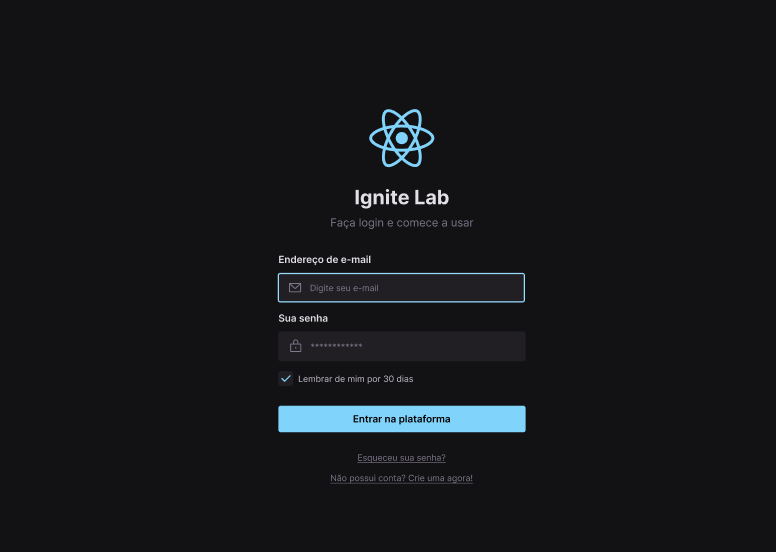 Ignite Lab
Faça login e comece a usar
Endereço de e-mail
Digite seu e-mail
Sua senha
************
Lembrar de mim por 30 dias
Entrar na plataforma
Esqueceu sua senha?
Não possui conta? Crie uma agora!